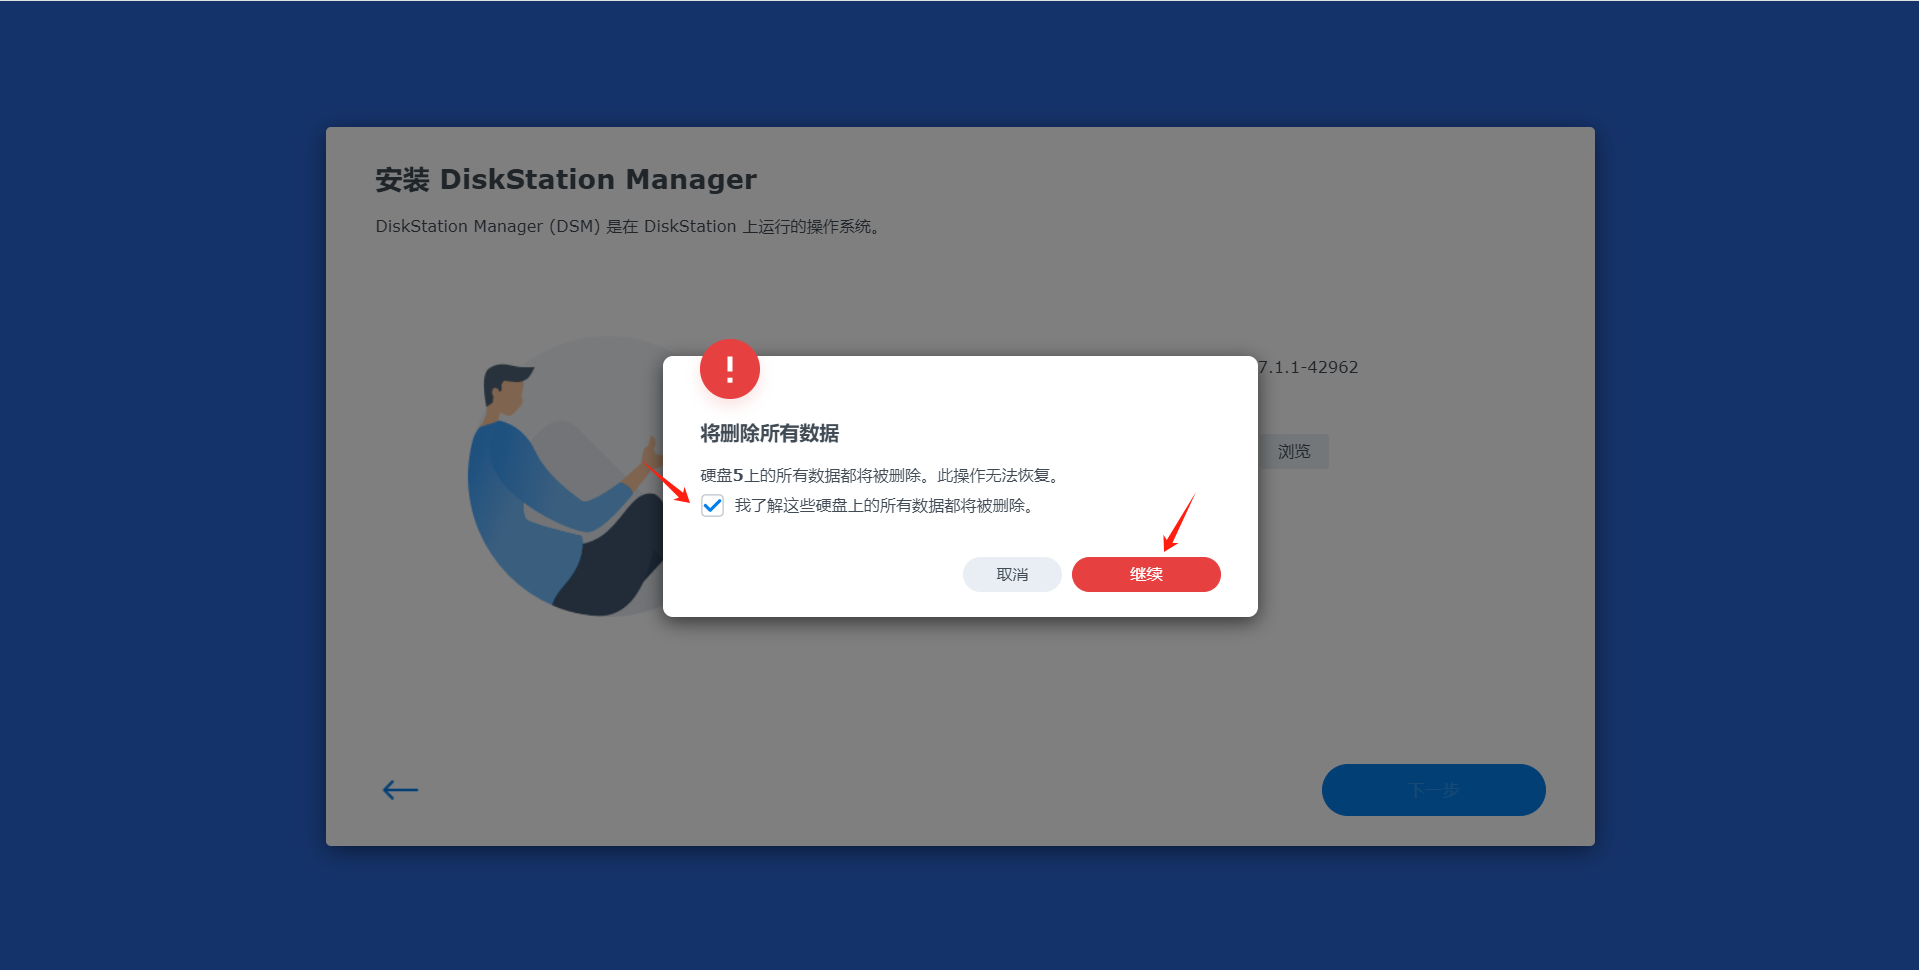 安装 DiskStation Manager
DiskStation Manager (DSM) 是在 DiskStation 上运行的操作系统。
7.1.1-42962
浏览
!
将删除所有数据
硬盘5上的所有数据都将被删除。此操作无法恢复。
我了解这些硬盘上的所有数据都将被删除。
取消
继续
下一步